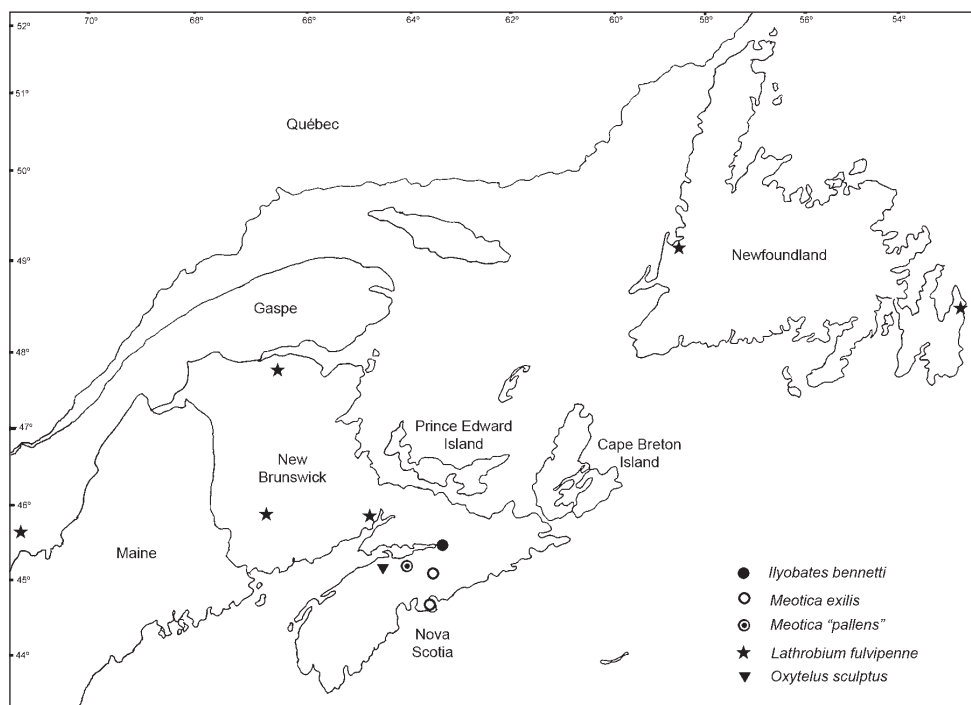 70°
68°
66°
64°
62°
60°
58°
56°
54°
52°
51°
50°
49°
48°
47°
46°
45°
44°
Québec
Newfoundland
Gaspe
Prince Edward
Island
Cape Breton
Island
New
Brunswick
Maine
Nova
Scotia
Ilyobates bennetti
Meotica exilis
Meotica “pallens”
Lathrobium fulvipenne
Oxytelus sculptus